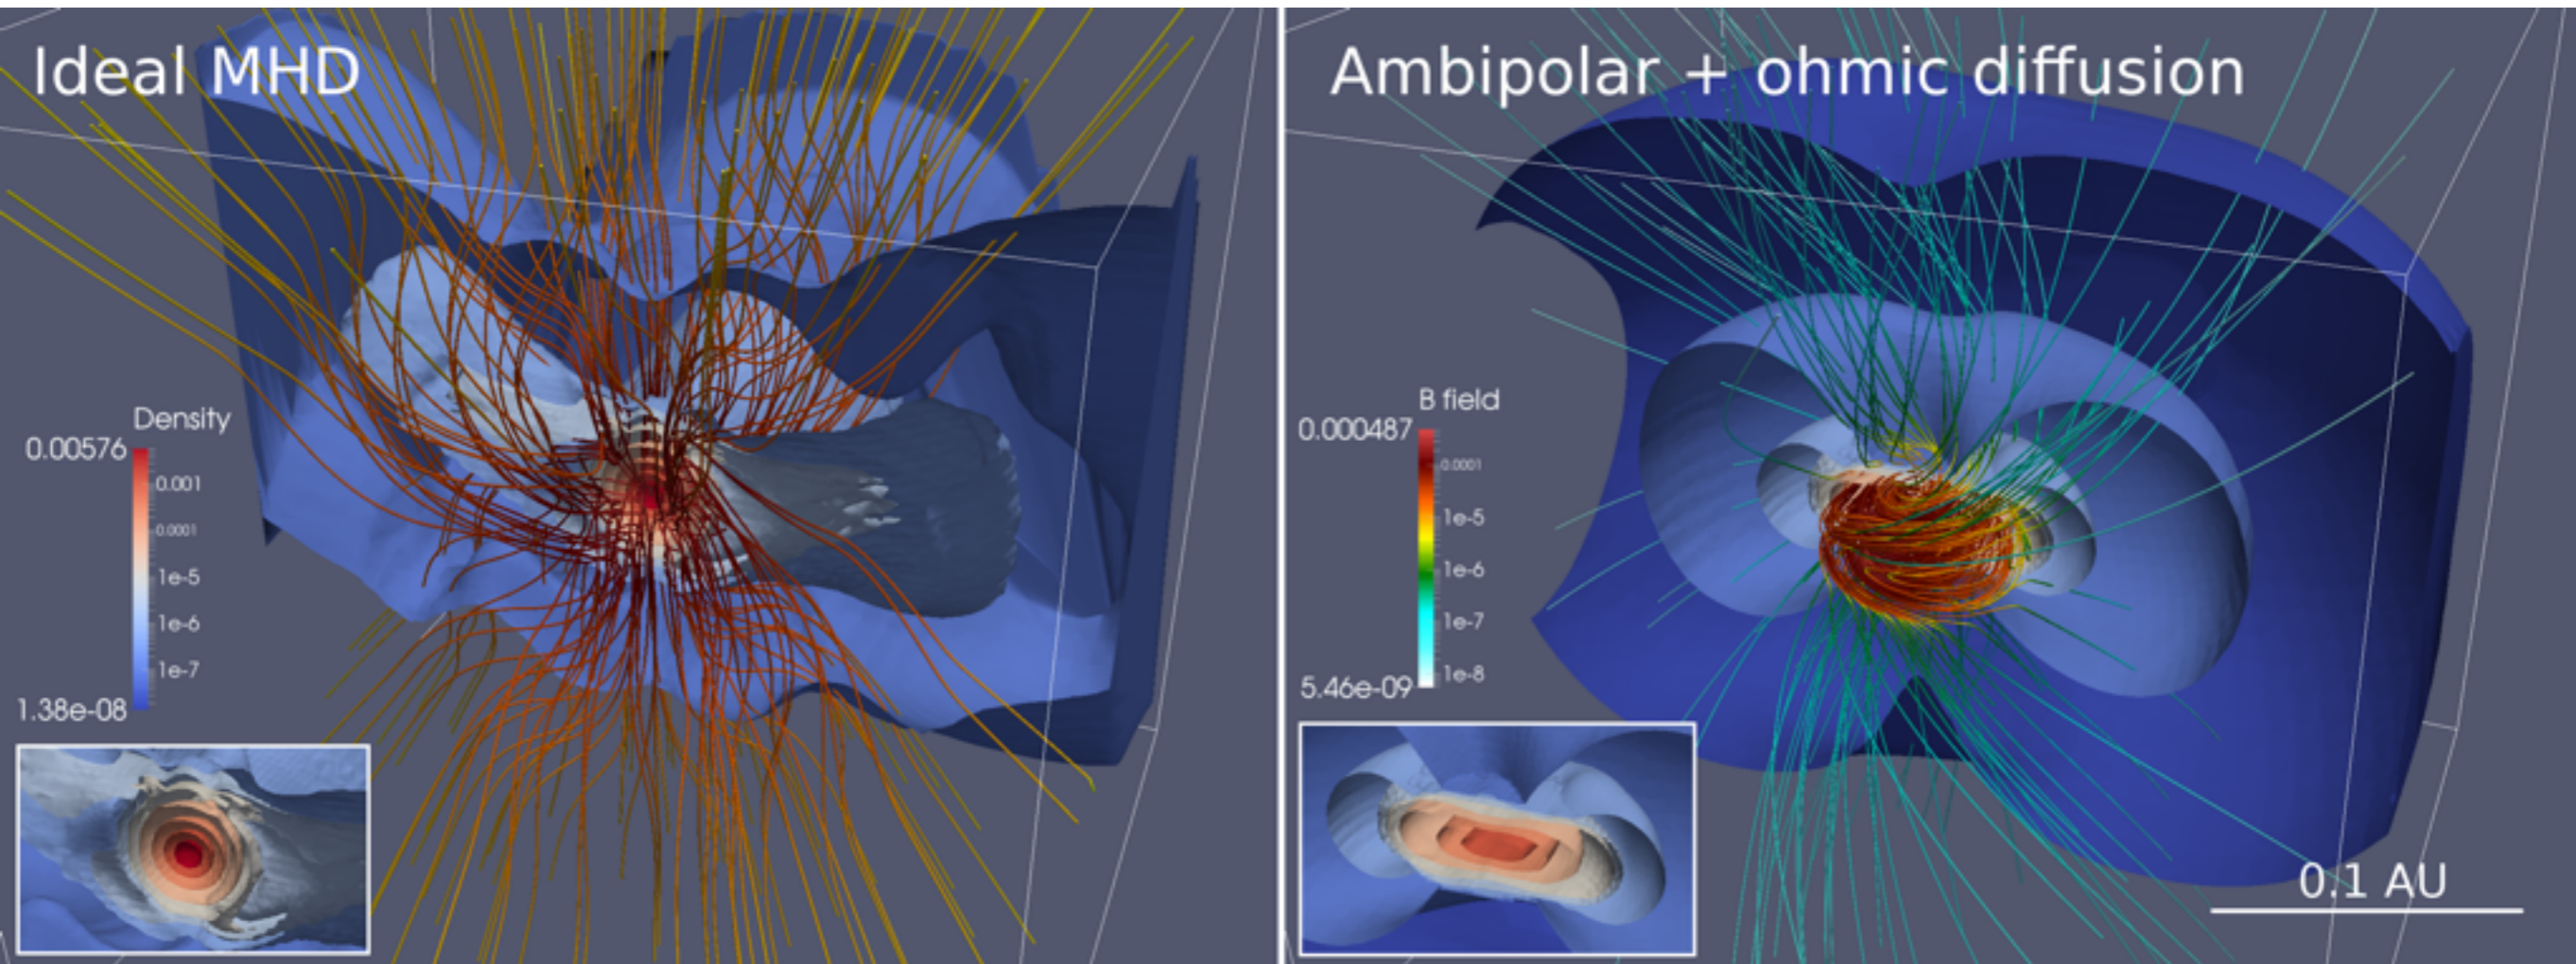 Ideal MHD
Density
0.00576
0.001
0.0001
1e-5
1e-6
1e-7
1.38e-08
Ambipolar + ohmic diffusion
B field
0.000487
0.0001
1e-5
1e-6
1e-7
1e-8
5.46e-09
0.1 AU